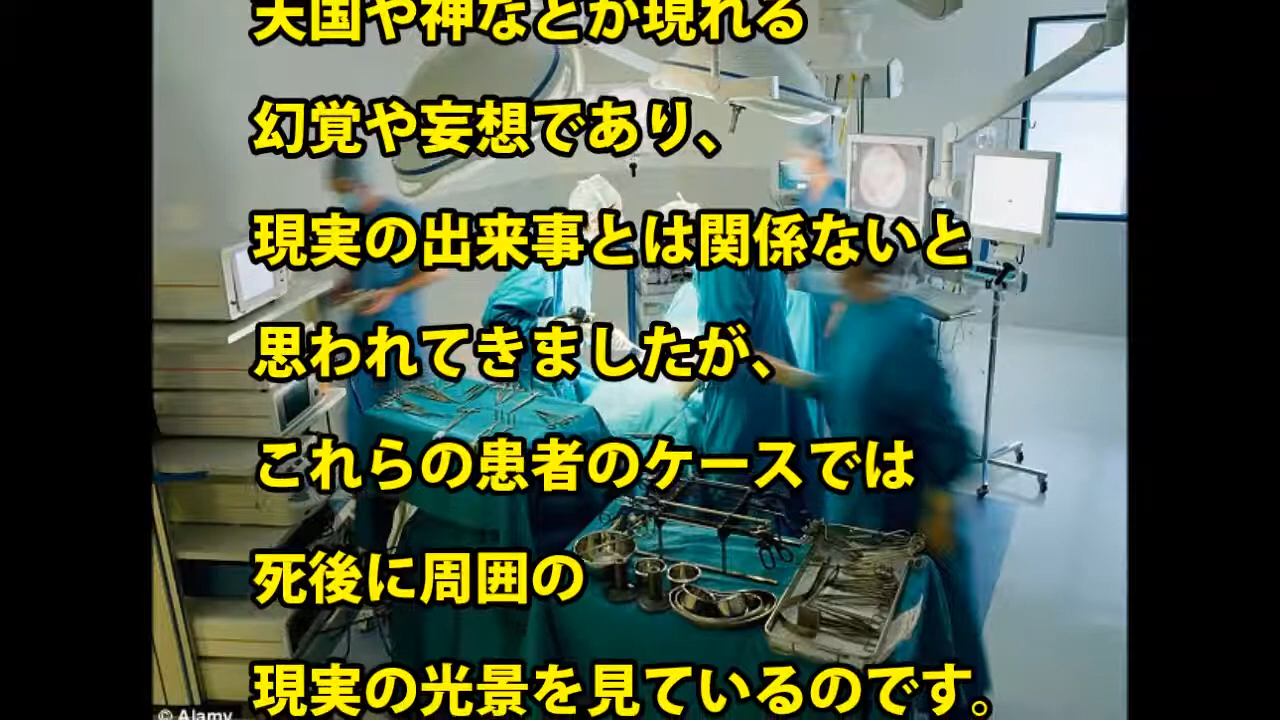 天国や神などが現れる
幻覚や妄想であり、
現実の出来事とは関係ないと
思われてきましたが、
これらの患者のケースでは
死後に周囲の
現実の光景を見ているのです。
© Alamy